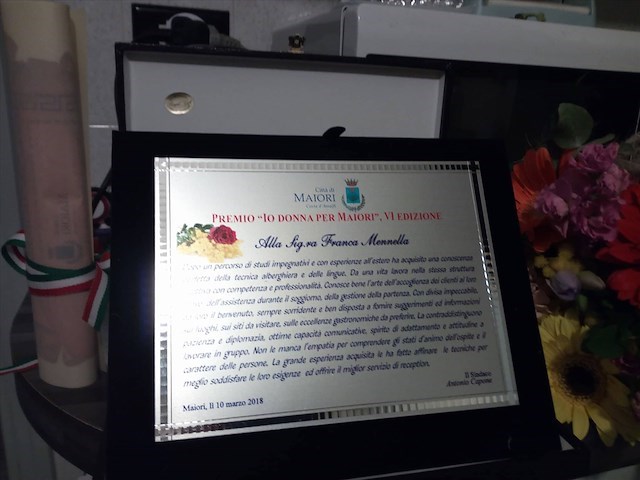 Città di
MAIORI
PREMIO “IO DONNA PER MAIORI”, VI EDIZIONE
Alla Sig.ra Franca Mennella
Dopo un percorso di studi impegnativi e con esperienze all'estero ha acquisito una conoscenza
della tecnica alberghiera e delle lingue. Da una vita lavora nella stessa struttura
con competenza e professionalità. Conosce bene l'arte dell'accoglienza dei clienti al loro
dell'assistenza durante il soggiorno, della gestione della partenza. Con divisa impeccabile
il benvenuto, sempre sorridente e ben disposta a fornire suggerimenti ed informazioni
sui luoghi, sui siti da visitare, sulle eccellenze gastronomiche da preferire. La contraddistinguono
pazienza e diplomazia, ottime capacità comunicative, spirito di adattamento e attitudine a
lavorare in gruppo. Non le manca l'empatia per comprendere gli stati d'animo dell'ospite e il
carattere delle persone. La grande esperienza acquisita le ha fatto affinare le tecniche per
meglio soddisfare le loro esigenze ed offrire il miglior servizio di reception.
Il Sindaco
Antonio Capone
Maiori, lì 10 marzo 2018